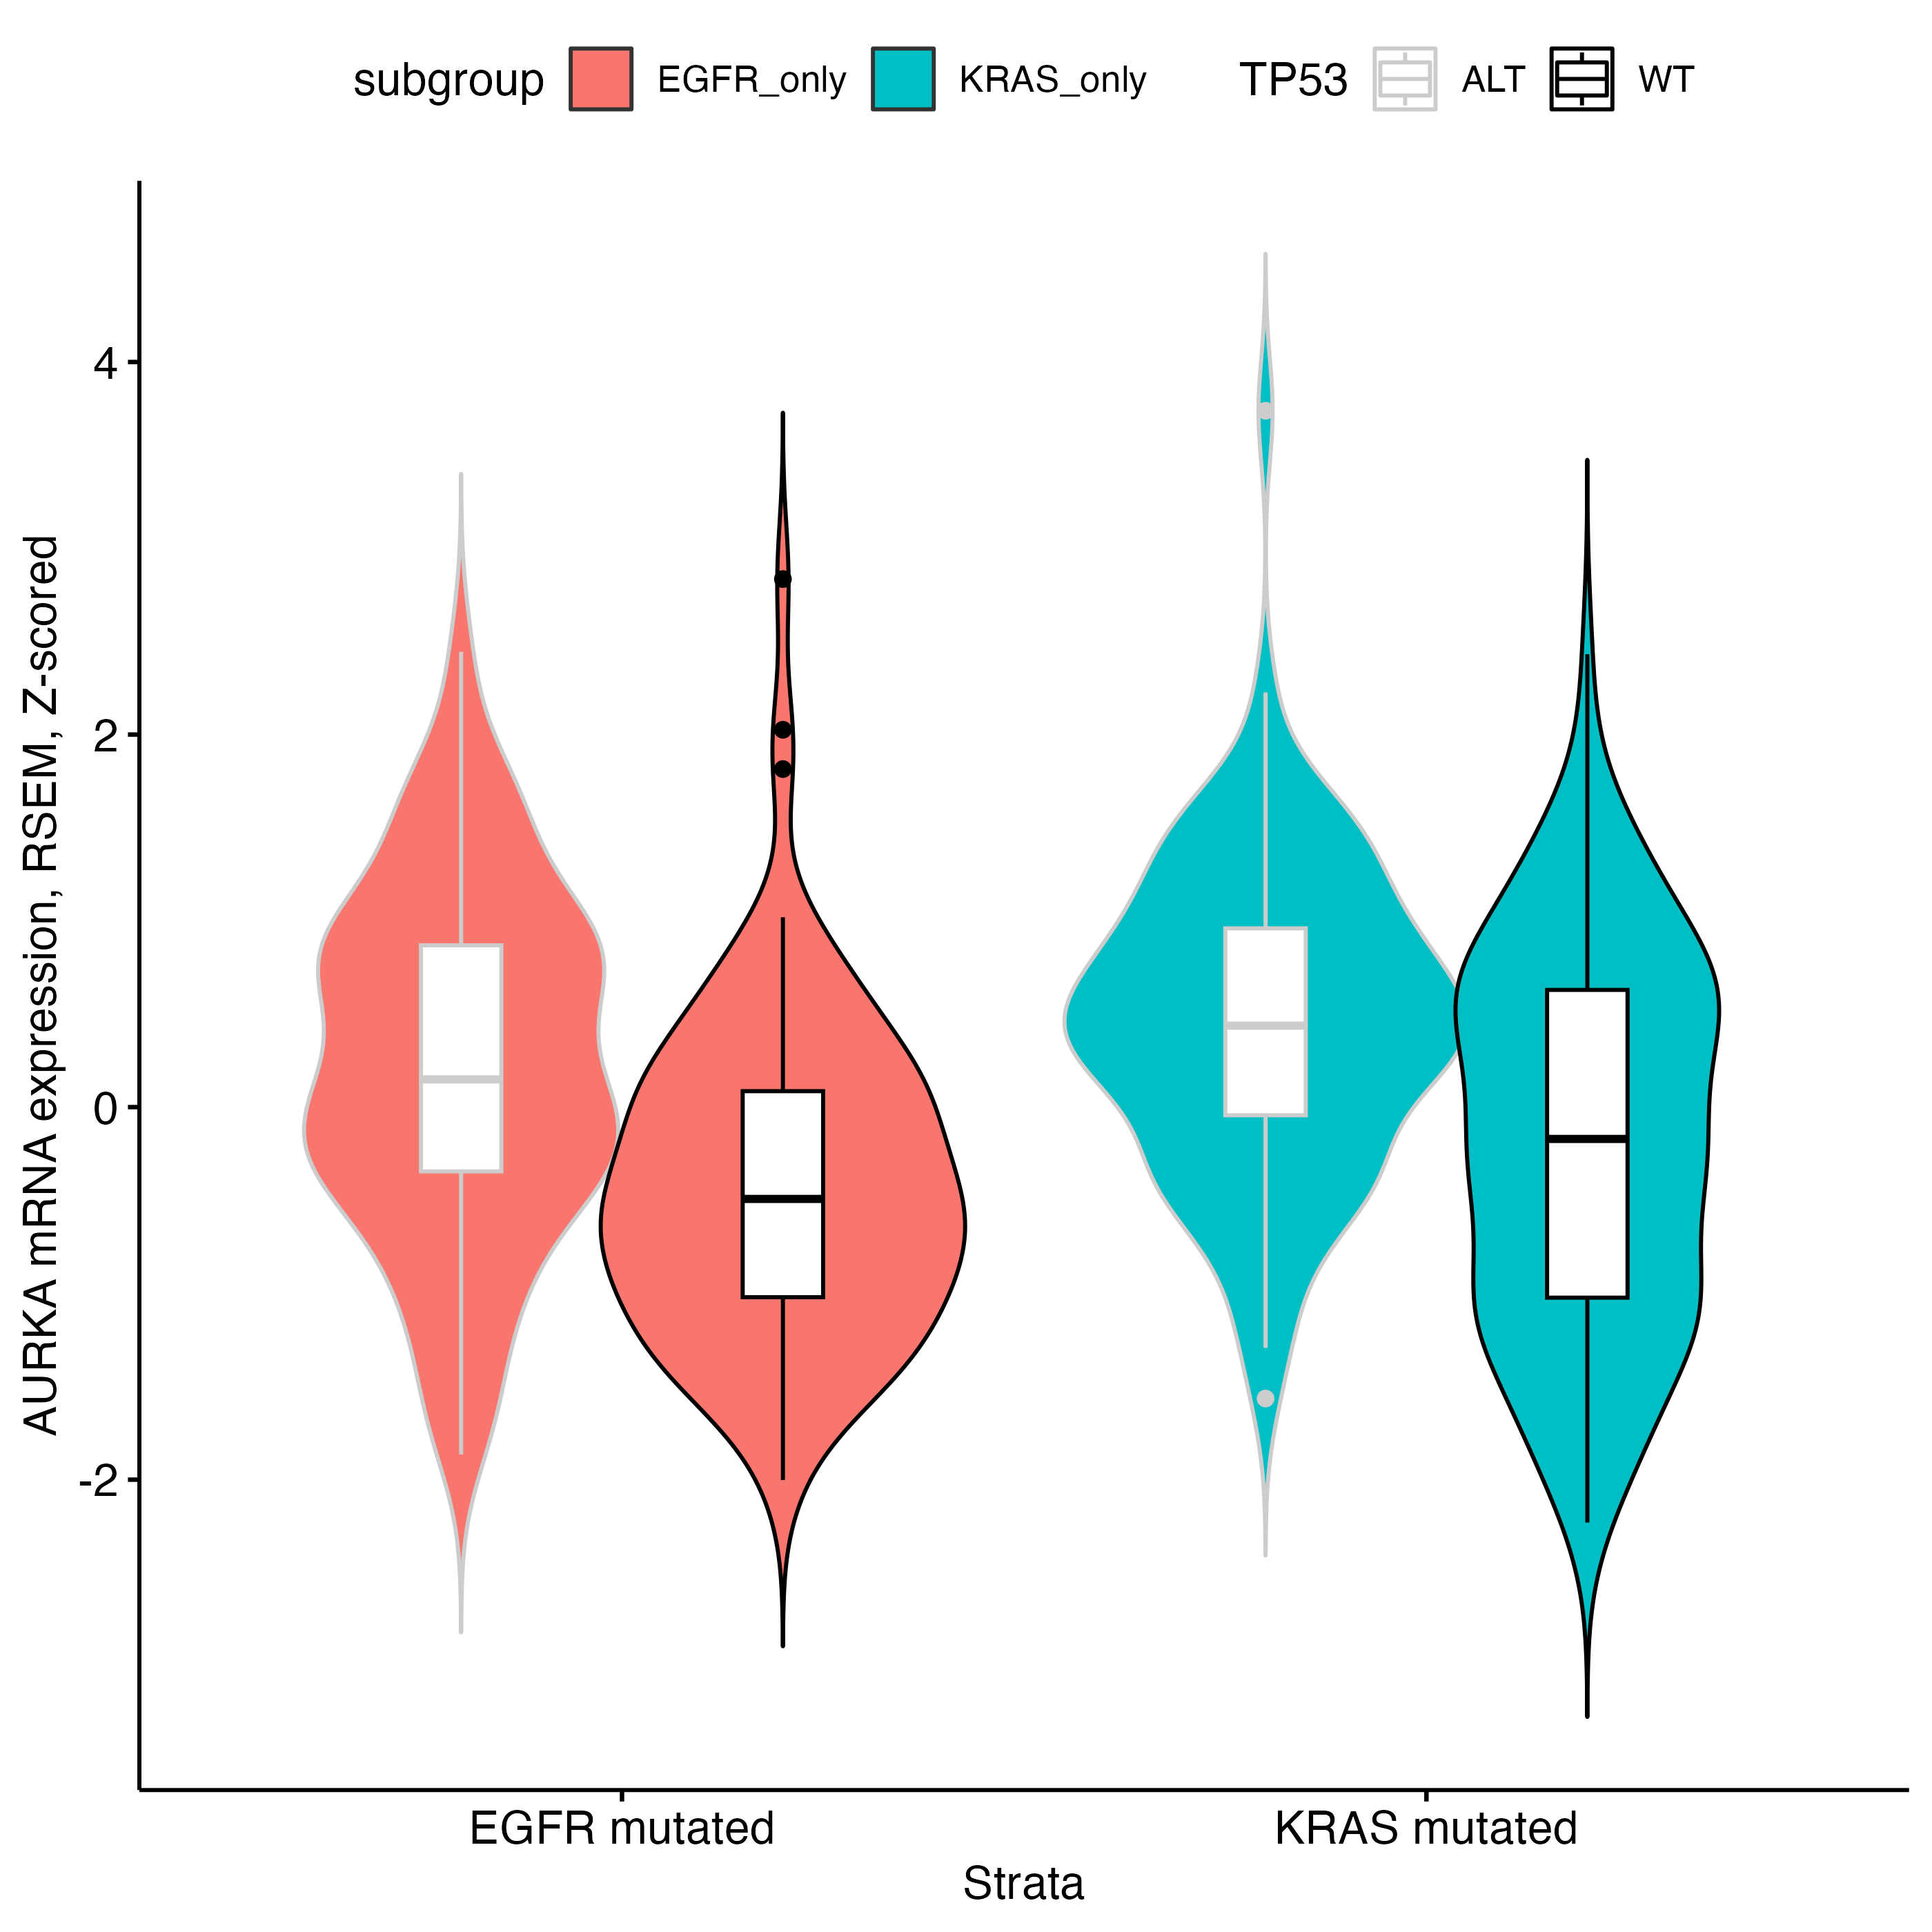 subgroup EGFR_only KRAS_only TP53 ALT WT
AURKA mRNA expression, RSEM, Z-scored
4
2
0
-2
EGFR mutated KRAS mutated
Strata